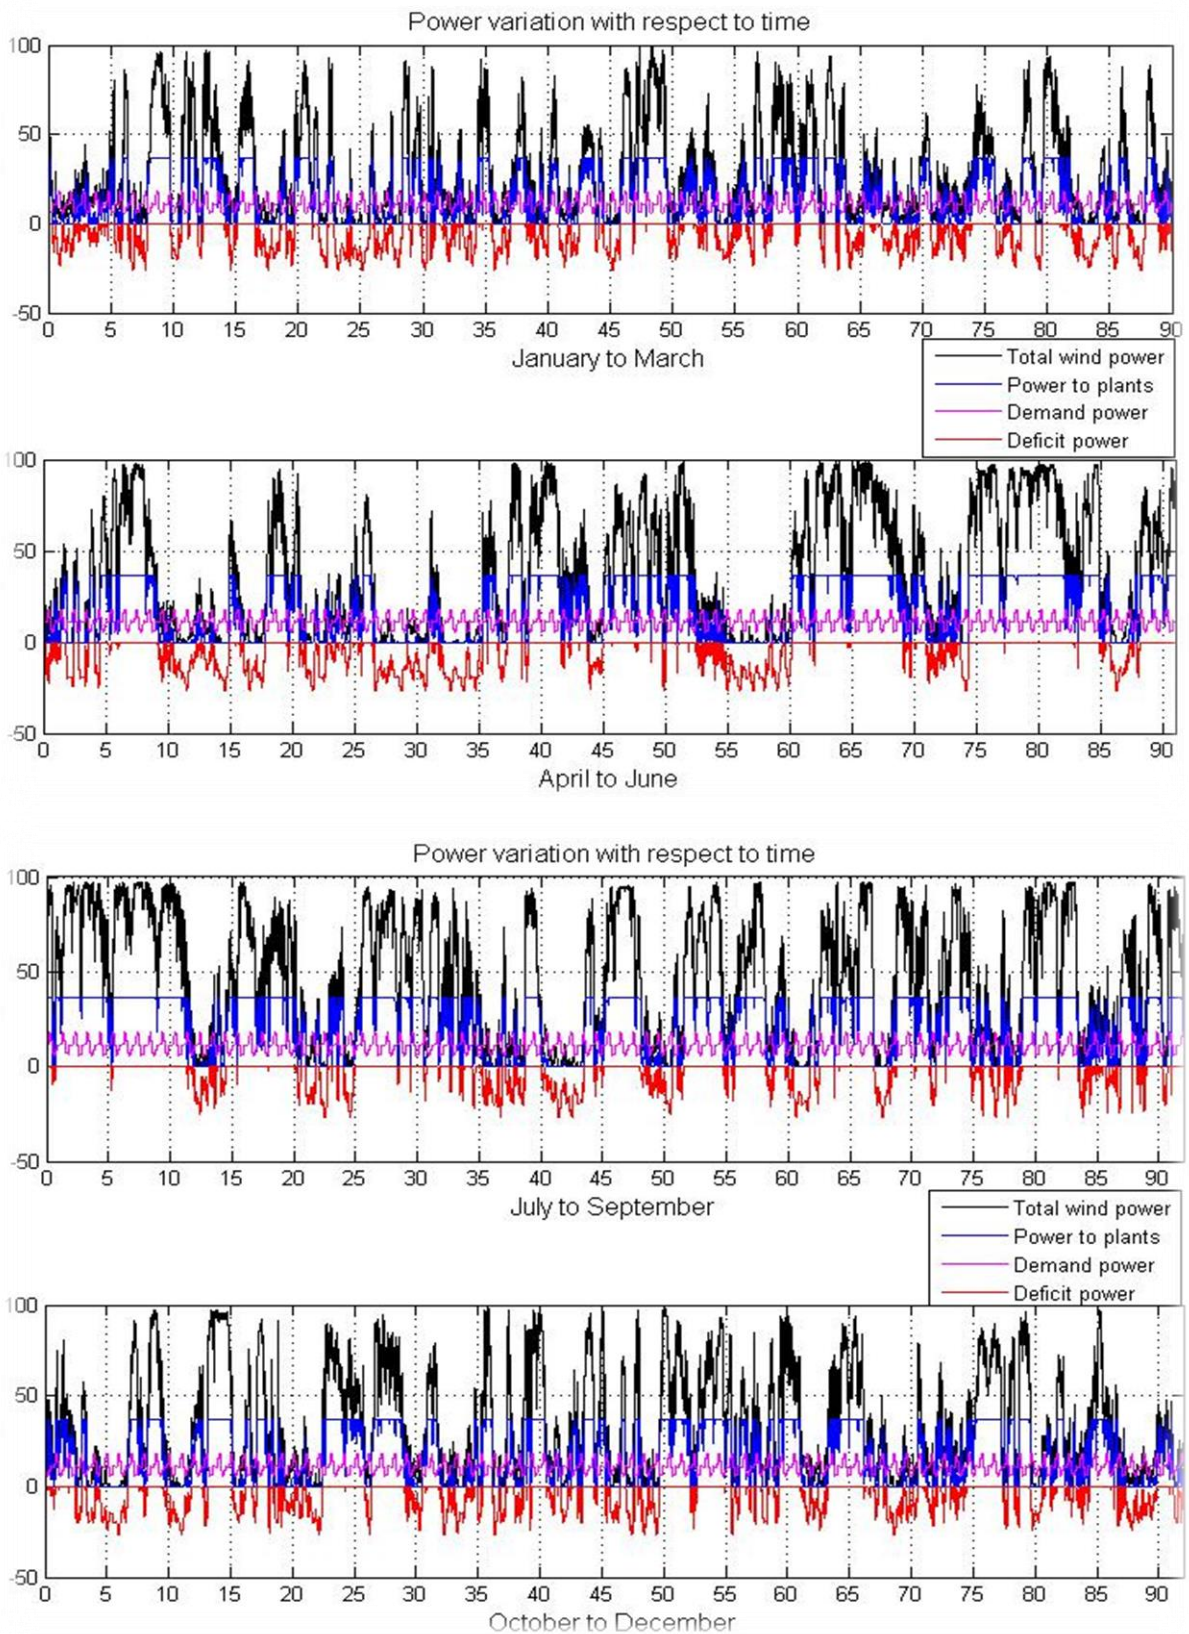 Power variation with respect to time
100
50
0
-50
0 5 10 15 20 25 30 35 40 45 50 55 60 65 70 75 80 85 90
January to March
Total wind power
Power to plants
Demand power
Deficit power
100
50
0
-50
0 5 10 15 20 25 30 35 40 45 50 55 60 65 70 75 80 85 90
April to June
Power variation with respect to time
100
50
0
-50
0 5 10 15 20 25 30 35 40 45 50 55 60 65 70 75 80 85 90
July to September
Total wind power
Power to plants
Demand power
Deficit power
100
50
0
-50
0 5 10 15 20 25 30 35 40 45 50 55 60 65 70 75 80 85 90
October to December